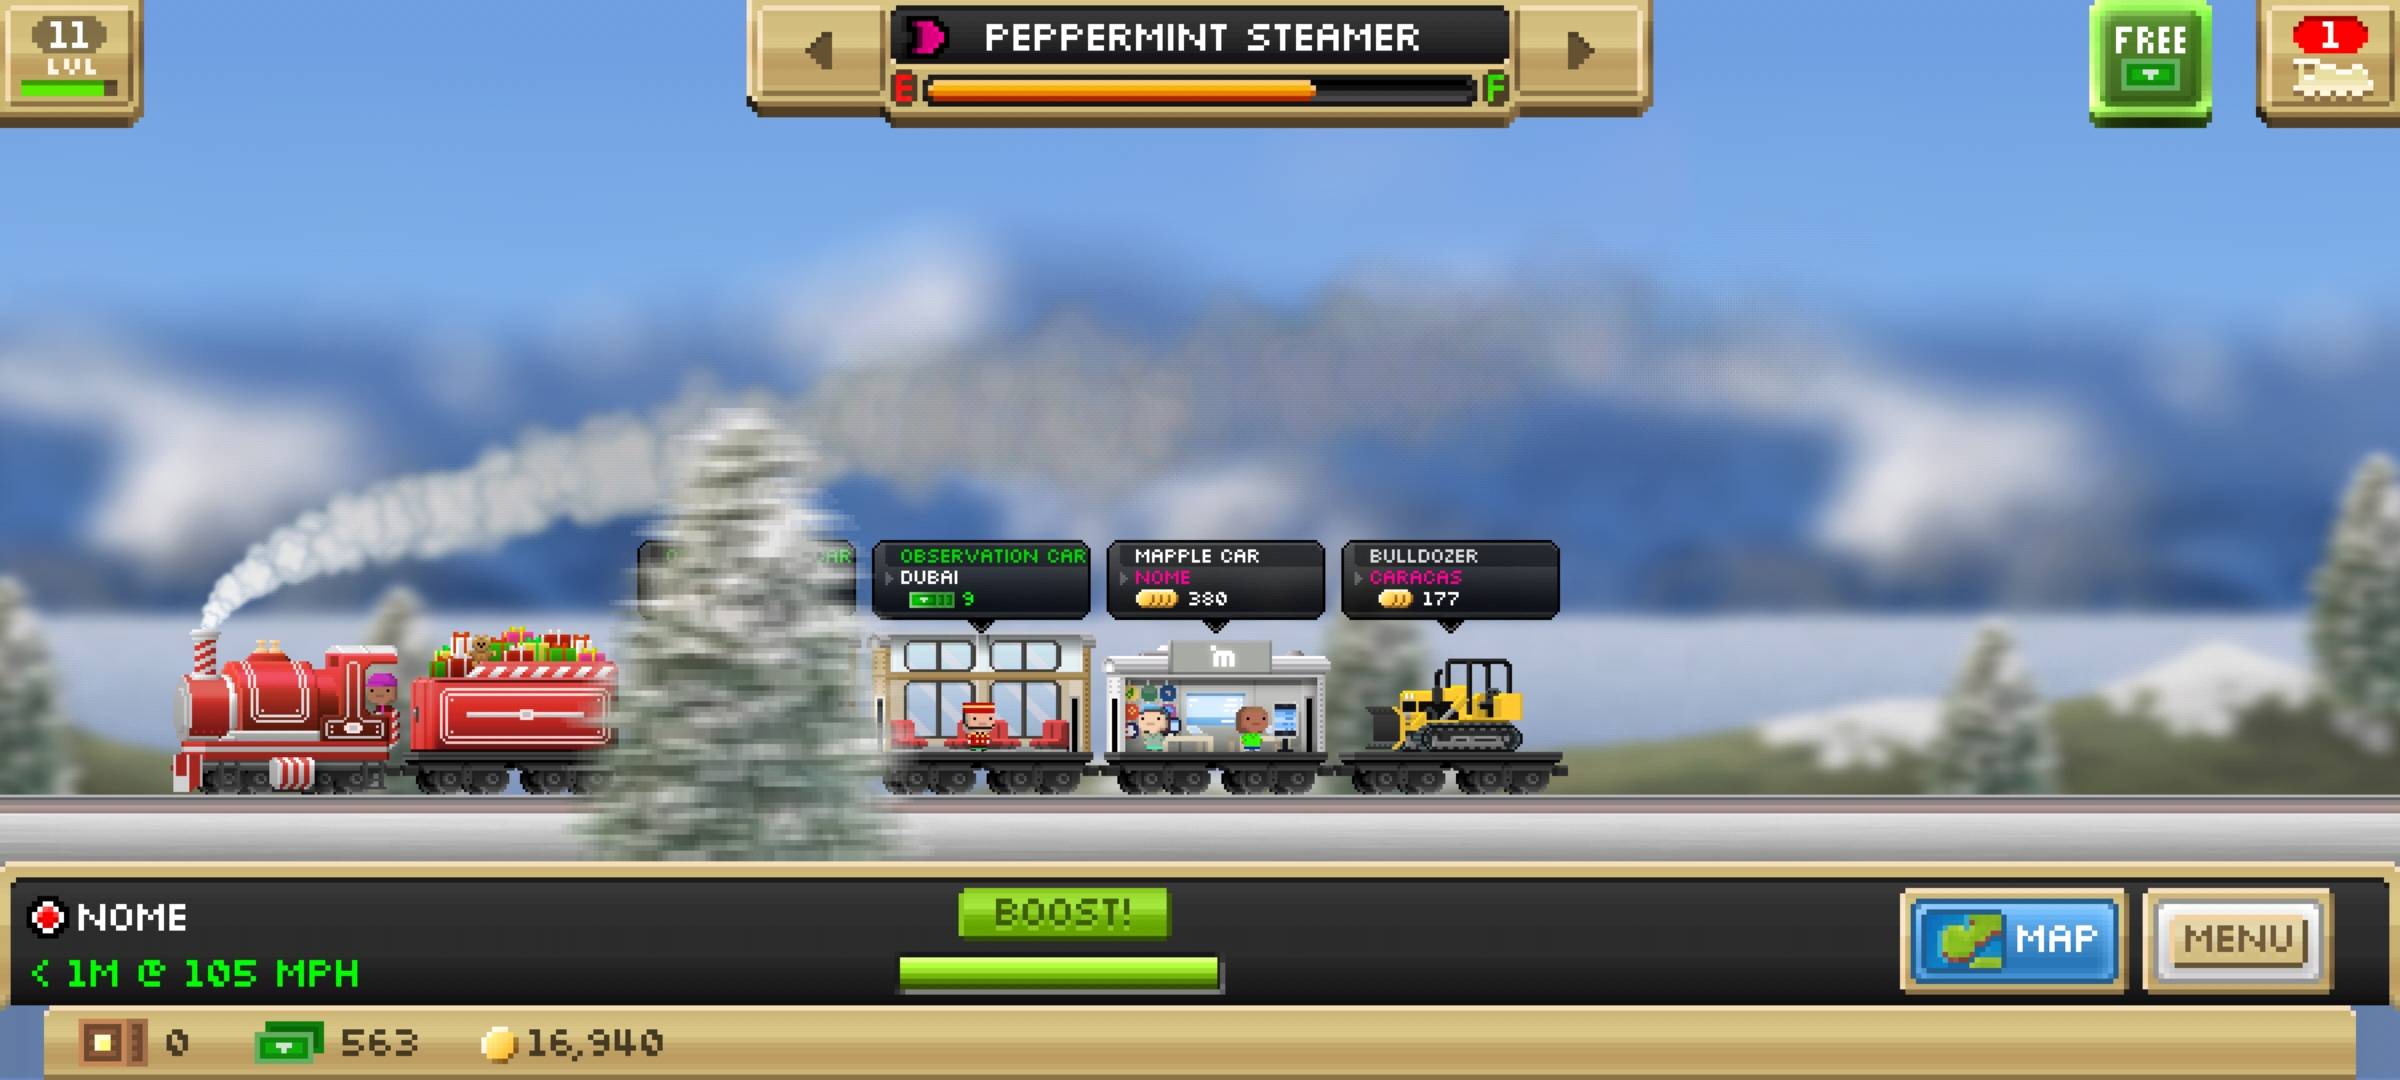 11
LVL
PEPPERMINT STEAMER
E
F
FREE
1
CAR
OBSERVATION CAR
DUBAI
9
MAPPLE CAR
NOME
380
BULLDOZER
CARACAS
177
m
NOME
< 1M @ 105 MPH
BOOST!
MAP
MENU
0
563
16,940